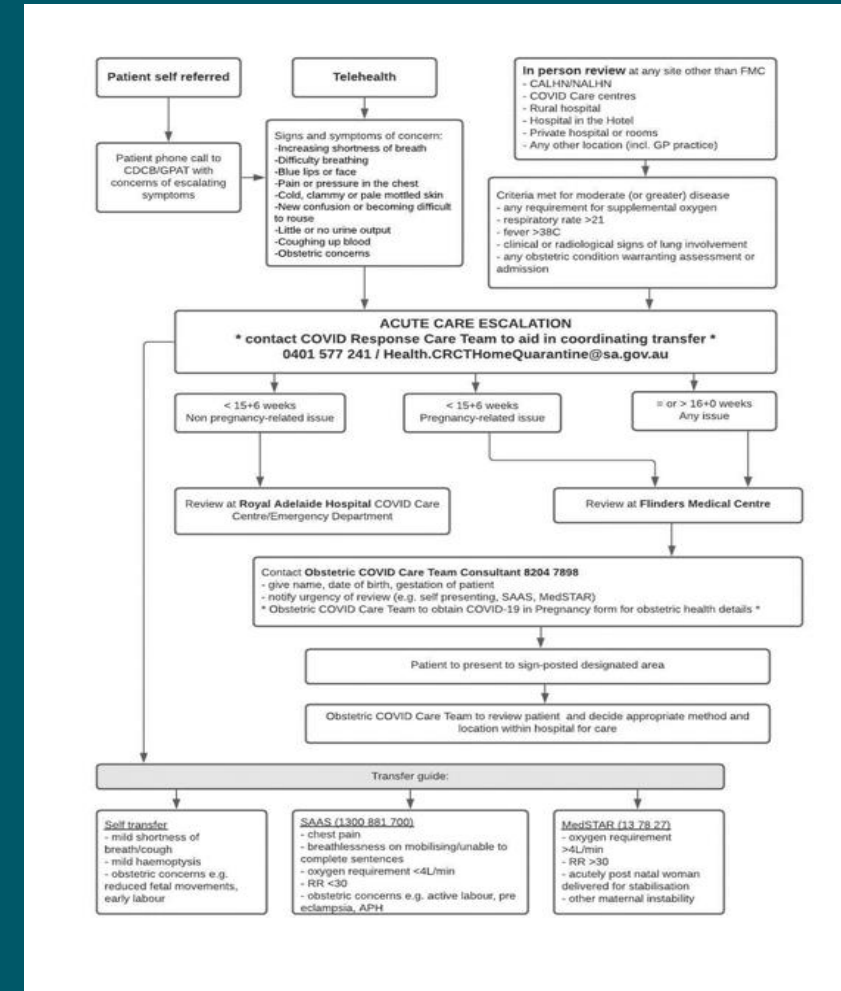 Patient self referred
Telehealth
In person review at any site other than FMC
- CALHN/NALHN
- COVID Care centres
- Rural hospital
- Hospital in the Hotel
- Private hospital or rooms
- Any other location (incl. GP practice)
Patient phone call to
CDCB/GPAT with
concerns of escalating
symptoms
Signs and symptoms of concern:
-Increasing shortness of breath
-Difficulty breathing
-Blue lips or face
-Pain or pressure in the chest
-Cold, clammy or pale mottled skin
-New confusion or becoming difficult
to rouse
-Little or no urine output
-Coughing up blood
-Obstetric concerns
Criteria met for moderate (or greater) disease
- any requirement for supplemental oxygen
- respiratory rate >21
- fever >38C
- clinical or radiological signs of lung involvement
- any obstetric condition warranting assessment or
admission
ACUTE CARE ESCALATION
* contact COVID Response Care Team to aid in coordinating transfer *
0401 577 241 / Health.CRCTHomeQuarantine@sa.gov.au
< 15+6 weeks
Non pregnancy-related issue
< 15+6 weeks
Pregnancy-related issue
= or > 16+0 weeks
Any issue
Review at Royal Adelaide Hospital COVID Care
Centre/Emergency Department
Review at Flinders Medical Centre
Contact Obstetric COVID Care Team Consultant 8204 7898
- give name, date of birth, gestation of patient
- notify urgency of review (e.g. self presenting, SAAS, MedSTAR)
* Obstetric COVID Care Team to obtain COVID-19 in Pregnancy form for obstetric health details *
Patient to present to sign-posted designated area
Obstetric COVID Care Team to review patient and decide appropriate method and
location within hospital for care
Transfer guide:
Self transfer
- mild shortness of
breath/cough
- mild haemoptysis
- obstetric concerns e.g.
reduced fetal movements,
early labour
SAAS (1300 881 700)
- chest pain
- breathlessness on mobilising/unable to
complete sentences
- oxygen requirement <4L/min
- RR <30
- obstetric concerns e.g. active labour, pre
eclampsia, APH
MedSTAR (13 78 27)
- oxygen requirement
>4L/min
- RR >30
- acutely post natal woman
delivered for stabilisation
- other maternal instability